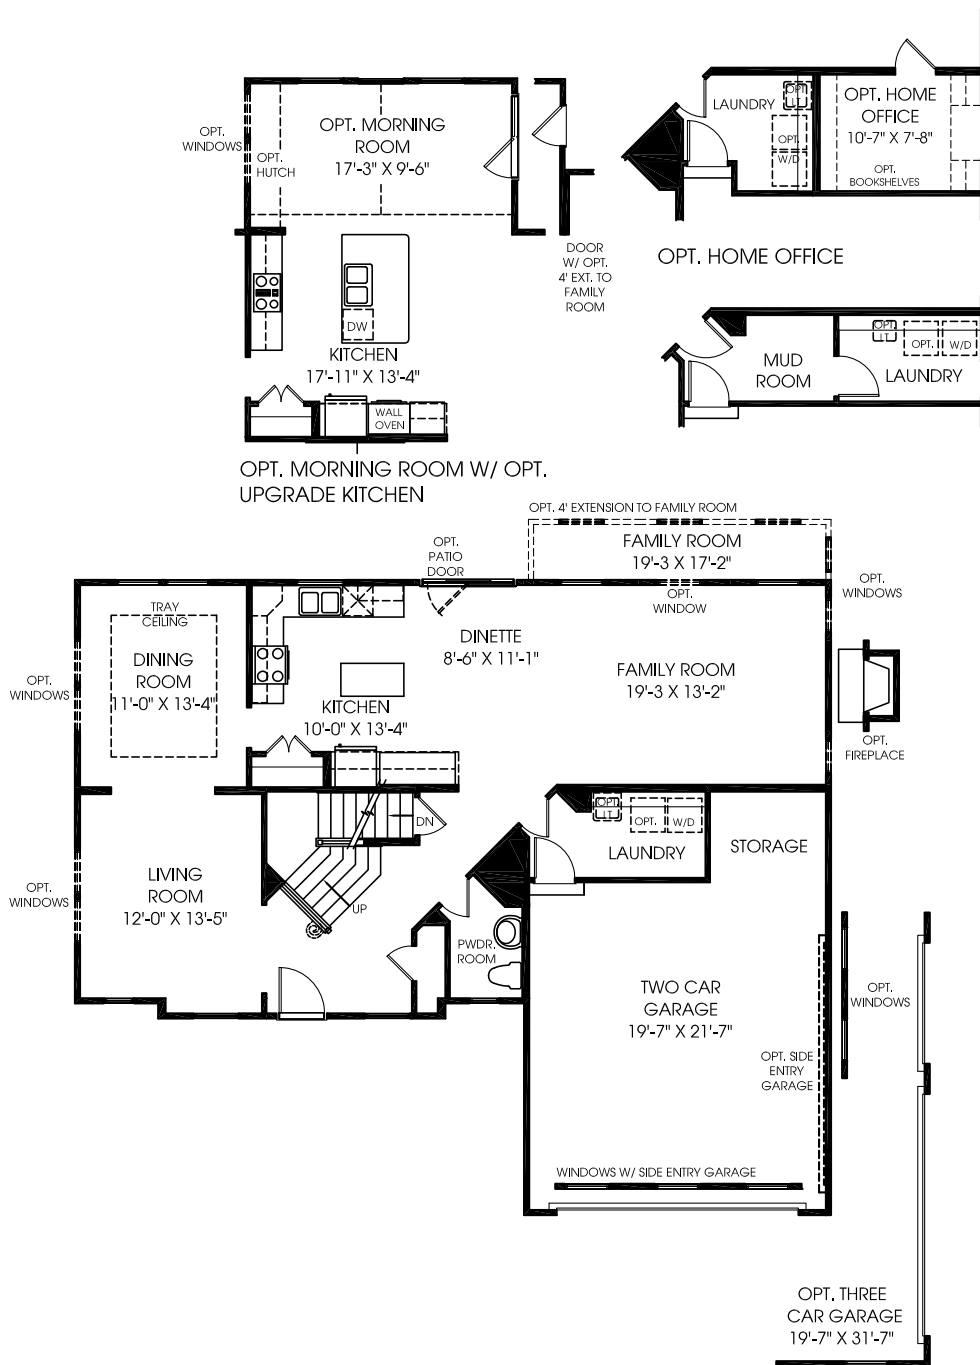 OPT.
WINDOWS
OPT. MORNING
ROOM
17'-3" X 9'-6"
OPT.
HUTCH
DW
KITCHEN
17'-11" X 13'-4"
WALL
OVEN
OPT. MORNING ROOM W/ OPT.
UPGRADE KITCHEN
DOOR
W/ OPT.
4' EXT. TO
FAMILY
ROOM
LAUNDRY
OPT.
LT.
OPT.
W/D
OPT. HOME
OFFICE
10'-7" X 7'-8"
OPT.
BOOKSHELVES
OPT. HOME OFFICE
MUD
ROOM
OPT.
LT.
OPT.
W/D
LAUNDRY
OPT. 4' EXTENSION TO FAMILY ROOM
FAMILY ROOM
19'-3 X 17'-2"
OPT.
PATIO
DOOR
OPT.
WINDOW
OPT.
WINDOWS
TRAY
CEILING
DINING
ROOM
11'-0" X 13'-4"
OPT.
WINDOWS
DINETTE
8'-6" X 11'-1"
FAMILY ROOM
19'-3 X 13'-2"
KITCHEN
10'-0" X 13'-4"
OPT.
FIREPLACE
DN
OPT.
LT.
OPT.
W/D
LAUNDRY
STORAGE
LIVING
ROOM
12'-0" X 13'-5"
OPT.
WINDOWS
UP
PWDR.
ROOM
TWO CAR
GARAGE
19'-7" X 21'-7"
OPT.
WINDOWS
OPT. SIDE
ENTRY
GARAGE
WINDOWS W/ SIDE ENTRY GARAGE
OPT. THREE
CAR GARAGE
19'-7" X 31'-7"